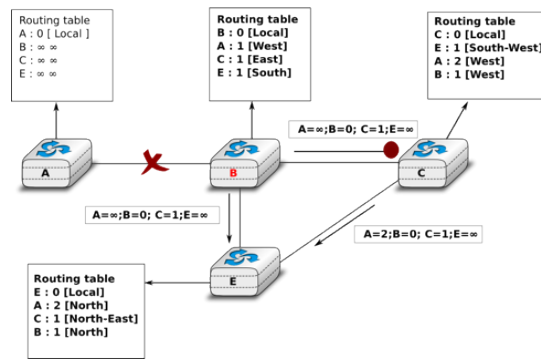 Routing table
A : 0 [ Local ]
B : ∞ ∞
C : ∞ ∞
E : ∞ ∞
Routing table
B : 0 [Local]
A : 1 [West]
C : 1 [East]
E : 1 [South]
Routing table
C : 0 [Local]
E : 1 [South-West]
A : 2 [West]
B : 1 [West]
A=∞;B=0; C=1;E=∞
A
B
C
A=∞;B=0; C=1;E=∞
A=2;B=0; C=1;E=∞
E
Routing table
E : 0 [Local]
A : 2 [North]
C : 1 [North-East]
B : 1 [North]